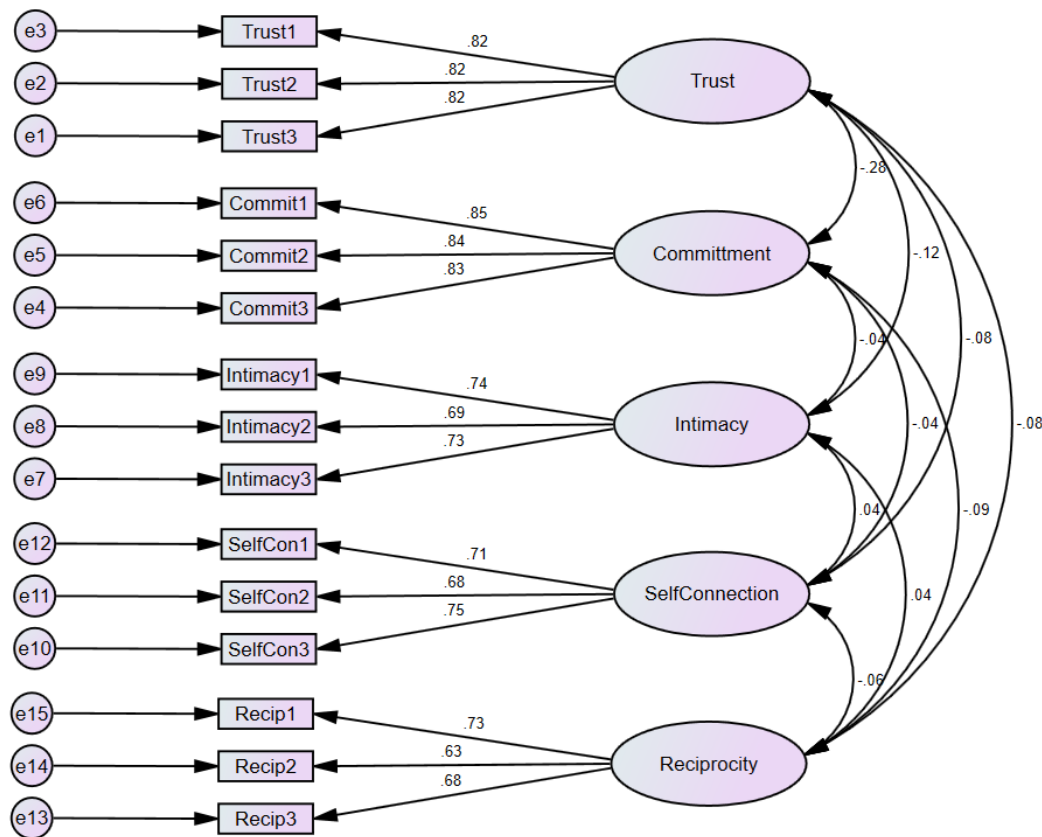 e3
Trust1
.82
Trust
e2
Trust2
.82
e1
Trust3
.82
-.28
e6
Commit1
.85
Committment
e5
Commit2
.84
-.12
e4
Commit3
.83
-.04
-.08
e9
Intimacy1
.74
Intimacy
e8
Intimacy2
.69
-.04
-.08
e7
Intimacy3
.73
.04
-.09
e12
SelfCon1
.71
SelfConnection
e11
SelfCon2
.68
.04
e10
SelfCon3
.75
-.06
e15
Recip1
.73
Reciprocity
e14
Recip2
.63
e13
Recip3
.68